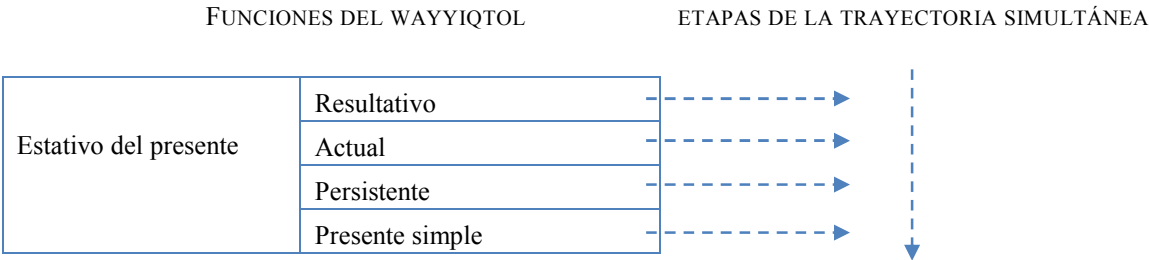 FUNCIONES DEL WAYYIQTOL ETAPAS DE LA TRAYECTORIA SIMULTÁNEA
Resultativo
Estativo del presente Actual
Persistente
Presente simple